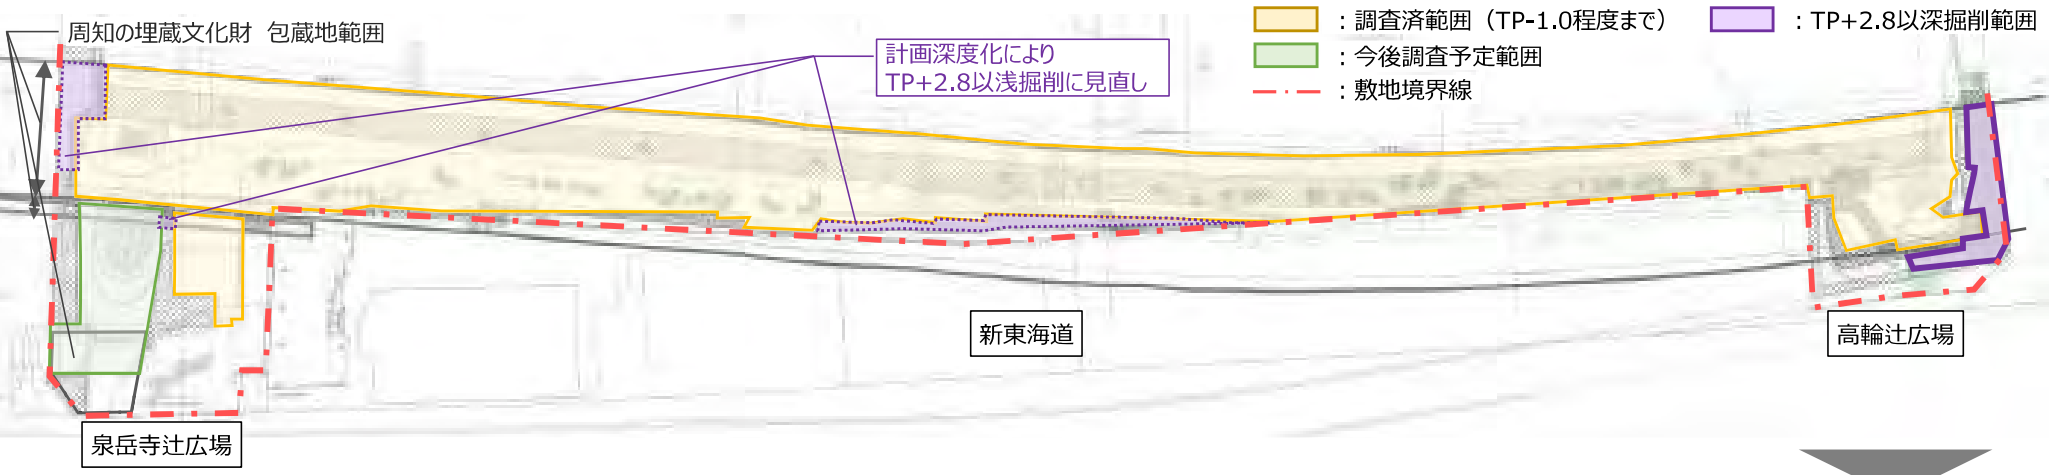 周知の埋蔵文化財 包蔵地範囲
計画深度化により
TP+2.8以浅掘削に見直し
：調査済範囲（TP-1.0程度まで）
：TP+2.8以深掘削範囲
：今後調査予定範囲
：敷地境界線
新東海道
高輪辻広場
泉岳寺辻広場